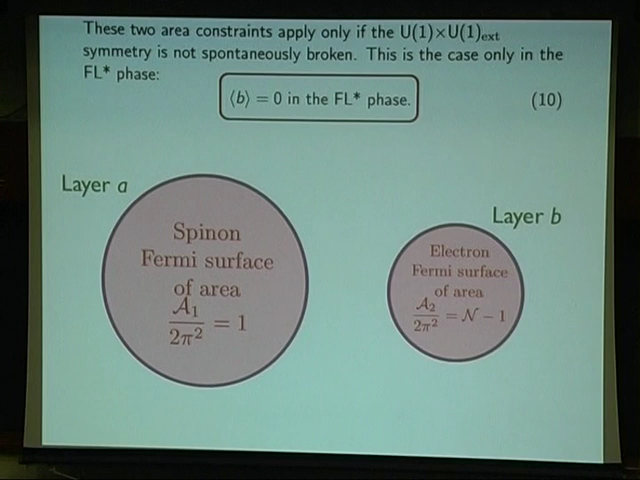 These two area constraints apply only if the U(1)×U(1)ext
symmetry is not spontaneously broken. This is the case only in the
FL* phase:
⟨b⟩ = 0 in the FL* phase.
(10)
Layer a
Spinon
Fermi surface
of area
A₁/2π² = 1
Layer b
Electron
Fermi surface
of area
A₂/2π² = N − 1